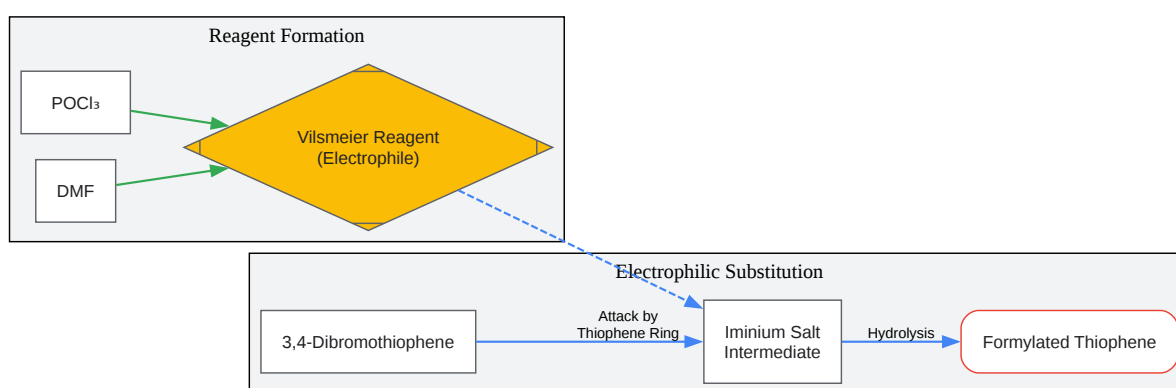 Reagent Formation
POCl₃
DMF
Vilsmeier Reagent
(Electrophile)
Electrophilic Substitution
3,4-Dibromothiophene
Attack by
Thiophene Ring
Iminium Salt
Intermediate
Hydrolysis
Formylated Thiophene